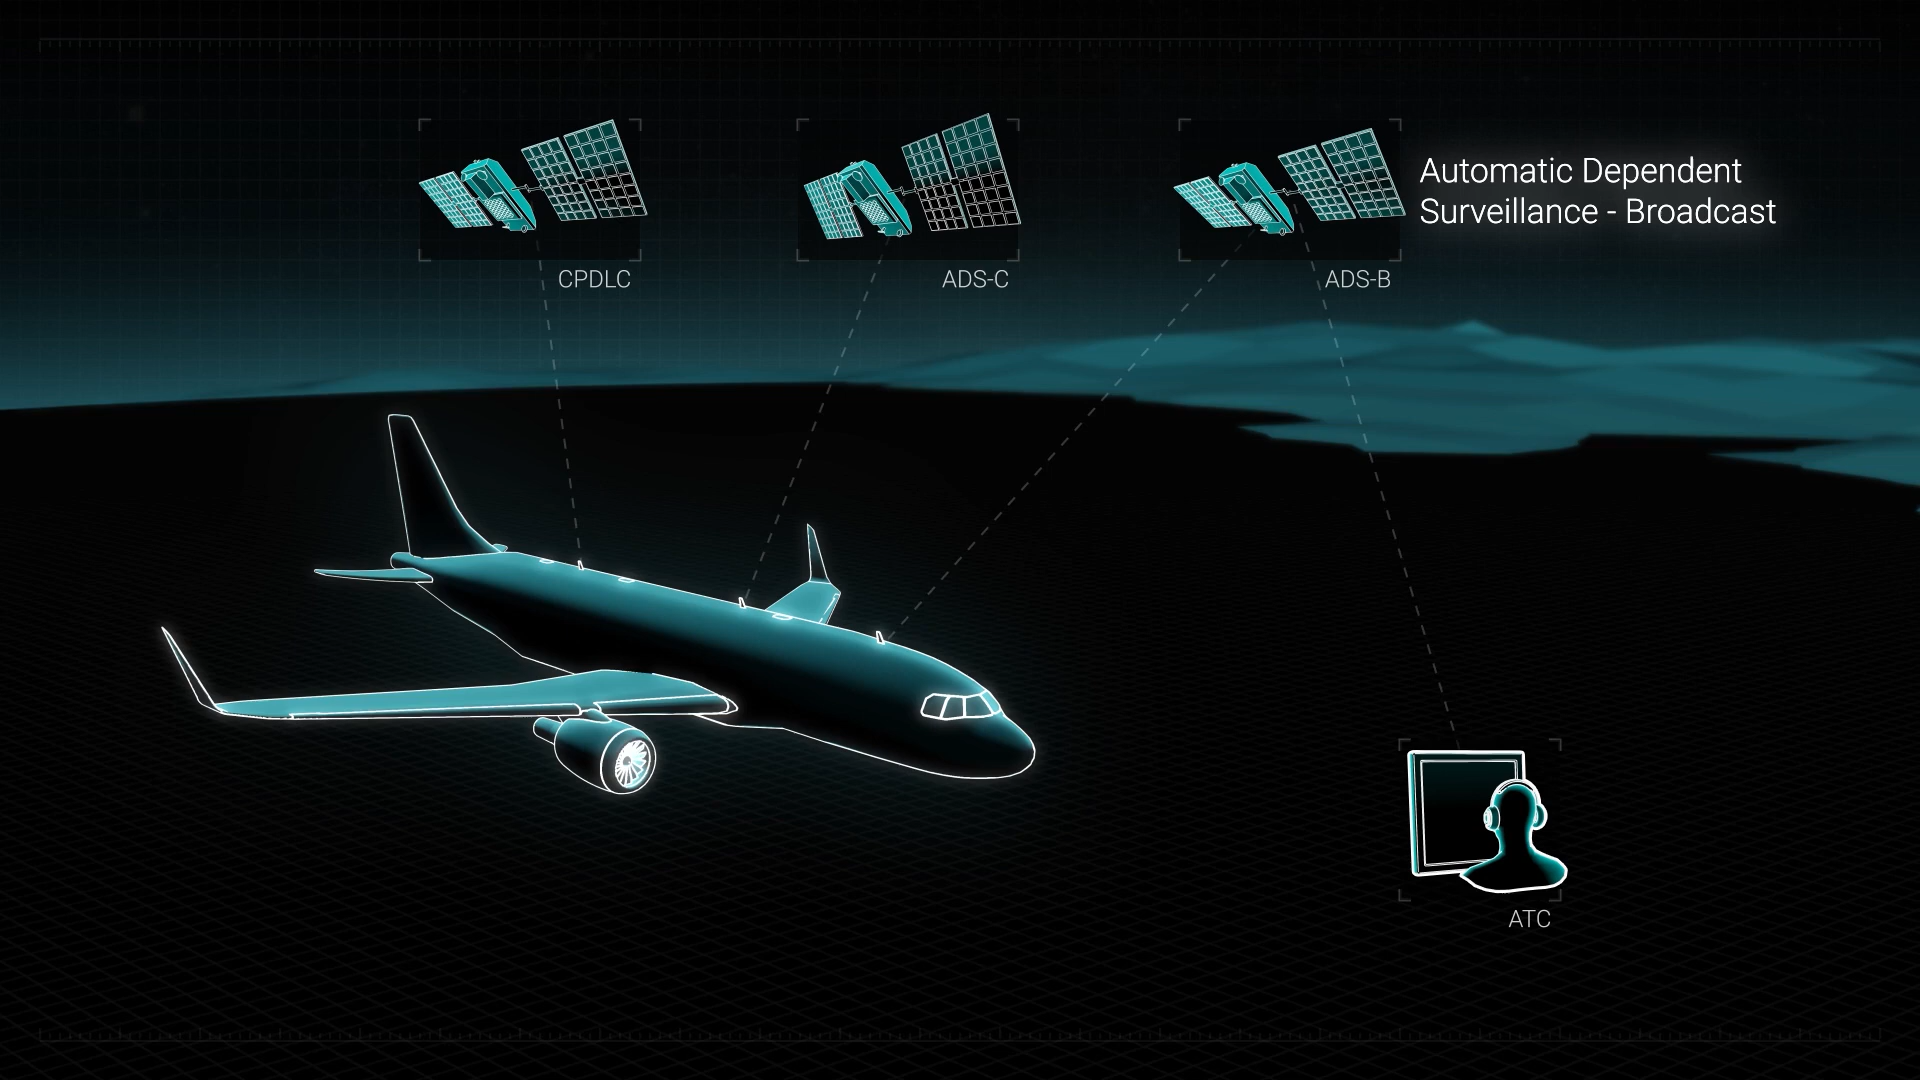 Automatic Dependent
Surveillance - Broadcast
CPDLC
ADS-C
ADS-B
ATC